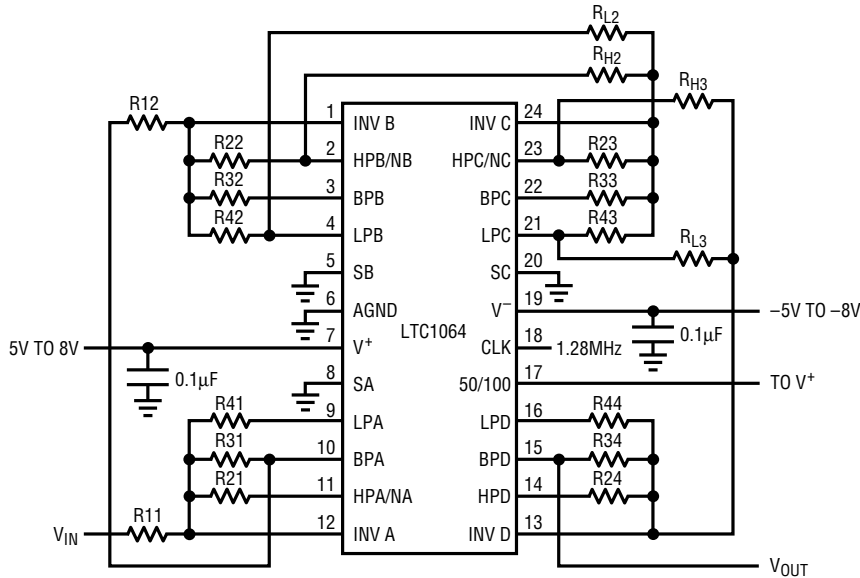 RL2
RH2
RH3
R12
1 INV B INV C 24
R22 2 HPB/NB HPC/NC 23 R23
R32 3 BPB BPC 22 R33
R42 4 LPB LPC 21 R43
RL3
5 SB SC 20
6 AGND V– 19 –5V TO –8V
LTC1064
5V TO 8V 7 V+ CLK 18 1.28MHz 0.1µF
0.1µF 8 SA 50/100 17 TO V+
R41 9 LPA LPD 16 R44
R31 10 BPA BPD 15 R34
R21 11 HPA/NA HPD 14 R24
VIN R11 12 INV A INV D 13
VOUT